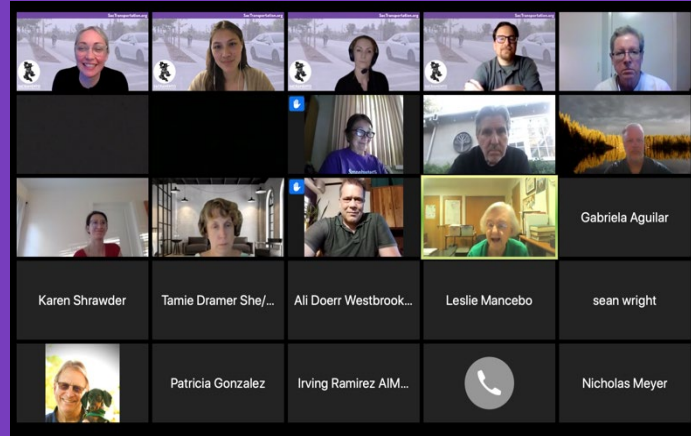 SacTransportation.org
SacTransportation.org
SacTransportation.org
SacTransportation.org
Gabriela Aguilar
Karen Shrawder
Tamie Dramer She/...
Ali Doerr Westbrook...
Leslie Mancebo
sean wright
Patricia Gonzalez
Irving Ramirez AIM...
Nicholas Meyer